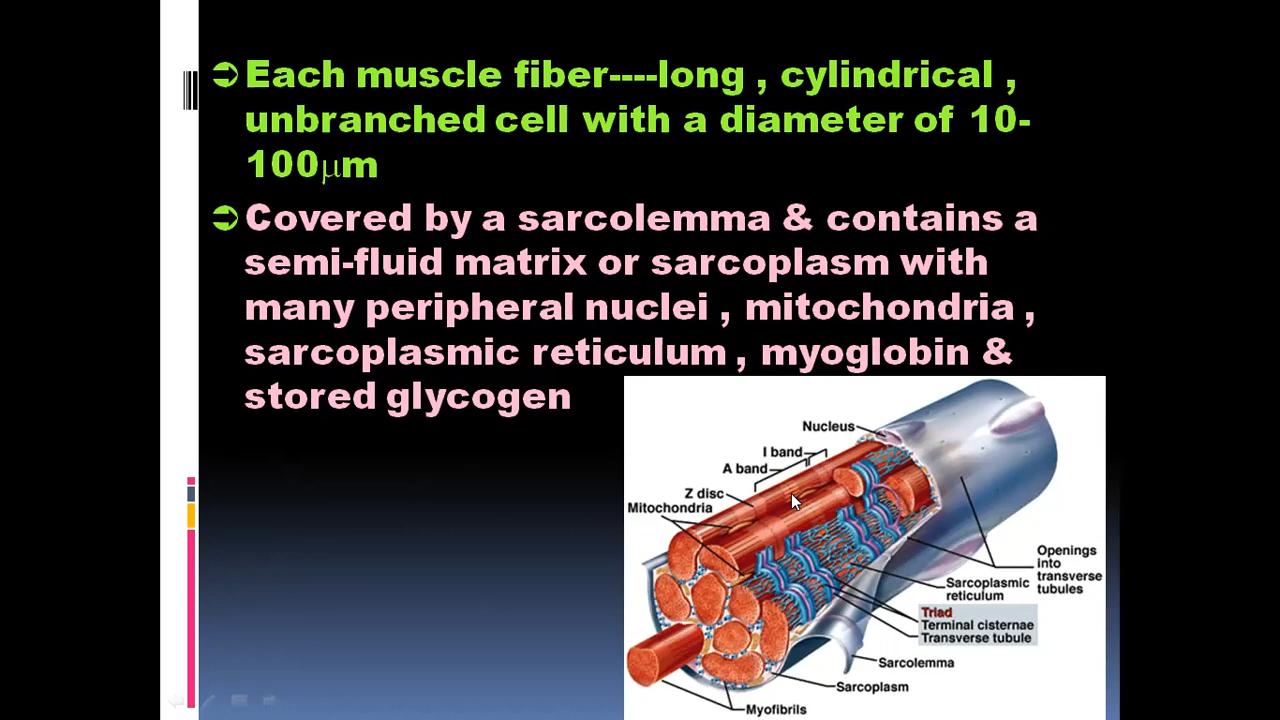 Each muscle fiber----long , cylindrical ,
unbranched cell with a diameter of 10-
100μm
Covered by a sarcolemma & contains a
semi-fluid matrix or sarcoplasm with
many peripheral nuclei , mitochondria ,
sarcoplasmic reticulum , myoglobin &
stored glycogen
Nucleus
I band
A band
Z disc
Mitochondria
Openings
into
transverse
tubules
Sarcoplasmic
reticulum
Triad
Terminal cisternae
Transverse tubule
Sarcolemma
Sarcoplasm
Myofibrils